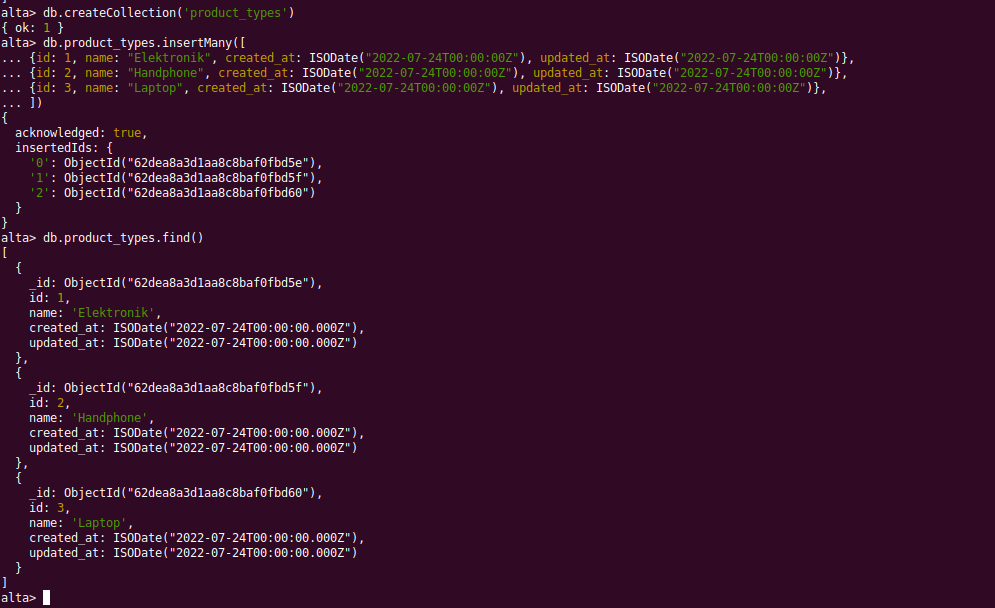 alta> db.createCollection('product_types')
{ ok: 1 }
alta> db.product_types.insertMany([
... {id: 1, name: "Elektronik", created_at: ISODate("2022-07-24T00:00:00Z"), updated_at: ISODate("2022-07-24T00:00:00Z")},
... {id: 2, name: "Handphone", created_at: ISODate("2022-07-24T00:00:00Z"), updated_at: ISODate("2022-07-24T00:00:00Z")},
... {id: 3, name: "Laptop", created_at: ISODate("2022-07-24T00:00:00Z"), updated_at: ISODate("2022-07-24T00:00:00Z")},
... ])
{
  acknowledged: true,
  insertedIds: {
    '0': ObjectId("62dea8a3d1aa8c8baf0fbd5e"),
    '1': ObjectId("62dea8a3d1aa8c8baf0fbd5f"),
    '2': ObjectId("62dea8a3d1aa8c8baf0fbd60")
  }
}
alta> db.product_types.find()
[
  {
    _id: ObjectId("62dea8a3d1aa8c8baf0fbd5e"),
    id: 1,
    name: 'Elektronik',
    created_at: ISODate("2022-07-24T00:00:00.000Z"),
    updated_at: ISODate("2022-07-24T00:00:00.000Z")
  },
  {
    _id: ObjectId("62dea8a3d1aa8c8baf0fbd5f"),
    id: 2,
    name: 'Handphone',
    created_at: ISODate("2022-07-24T00:00:00.000Z"),
    updated_at: ISODate("2022-07-24T00:00:00.000Z")
  },
  {
    _id: ObjectId("62dea8a3d1aa8c8baf0fbd60"),
    id: 3,
    name: 'Laptop',
    created_at: ISODate("2022-07-24T00:00:00.000Z"),
    updated_at: ISODate("2022-07-24T00:00:00.000Z")
  }
]
alta>